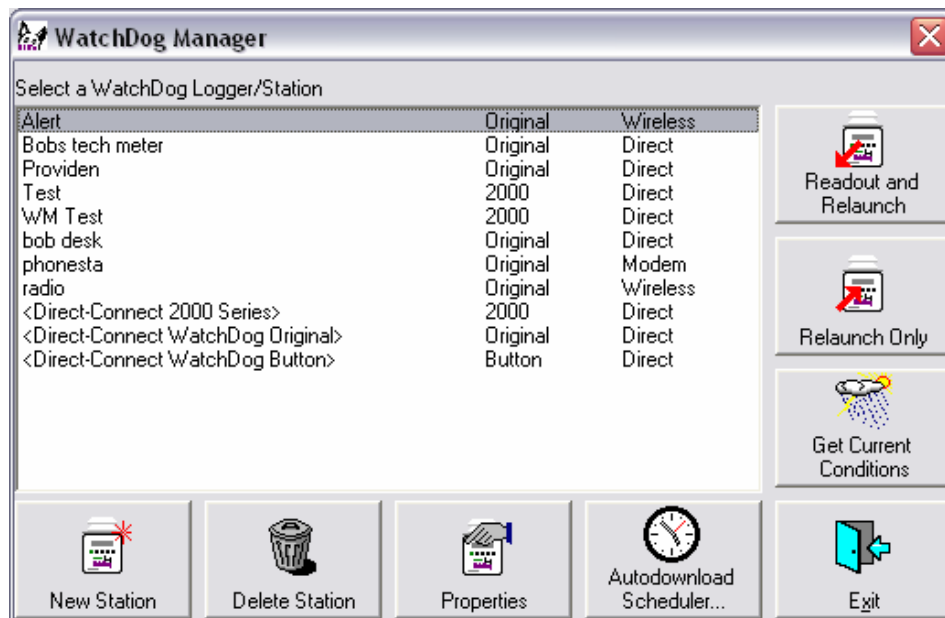 WatchDog Manager
Select a WatchDog Logger/Station
Alert Original Wireless
Bobs tech meter Original Direct
Providen Original Direct
Test 2000 Direct
WM Test 2000 Direct
bob desk Original Direct
phonesta Original Modem
radio Original Wireless
<Direct-Connect 2000 Series> 2000 Direct
<Direct-Connect WatchDog Original> Original Direct
<Direct-Connect WatchDog Button> Button Direct
Readout and
Relaunch
Relaunch Only
Get Current
Conditions
New Station
Delete Station
Properties
Autodownload
Scheduler...
Exit